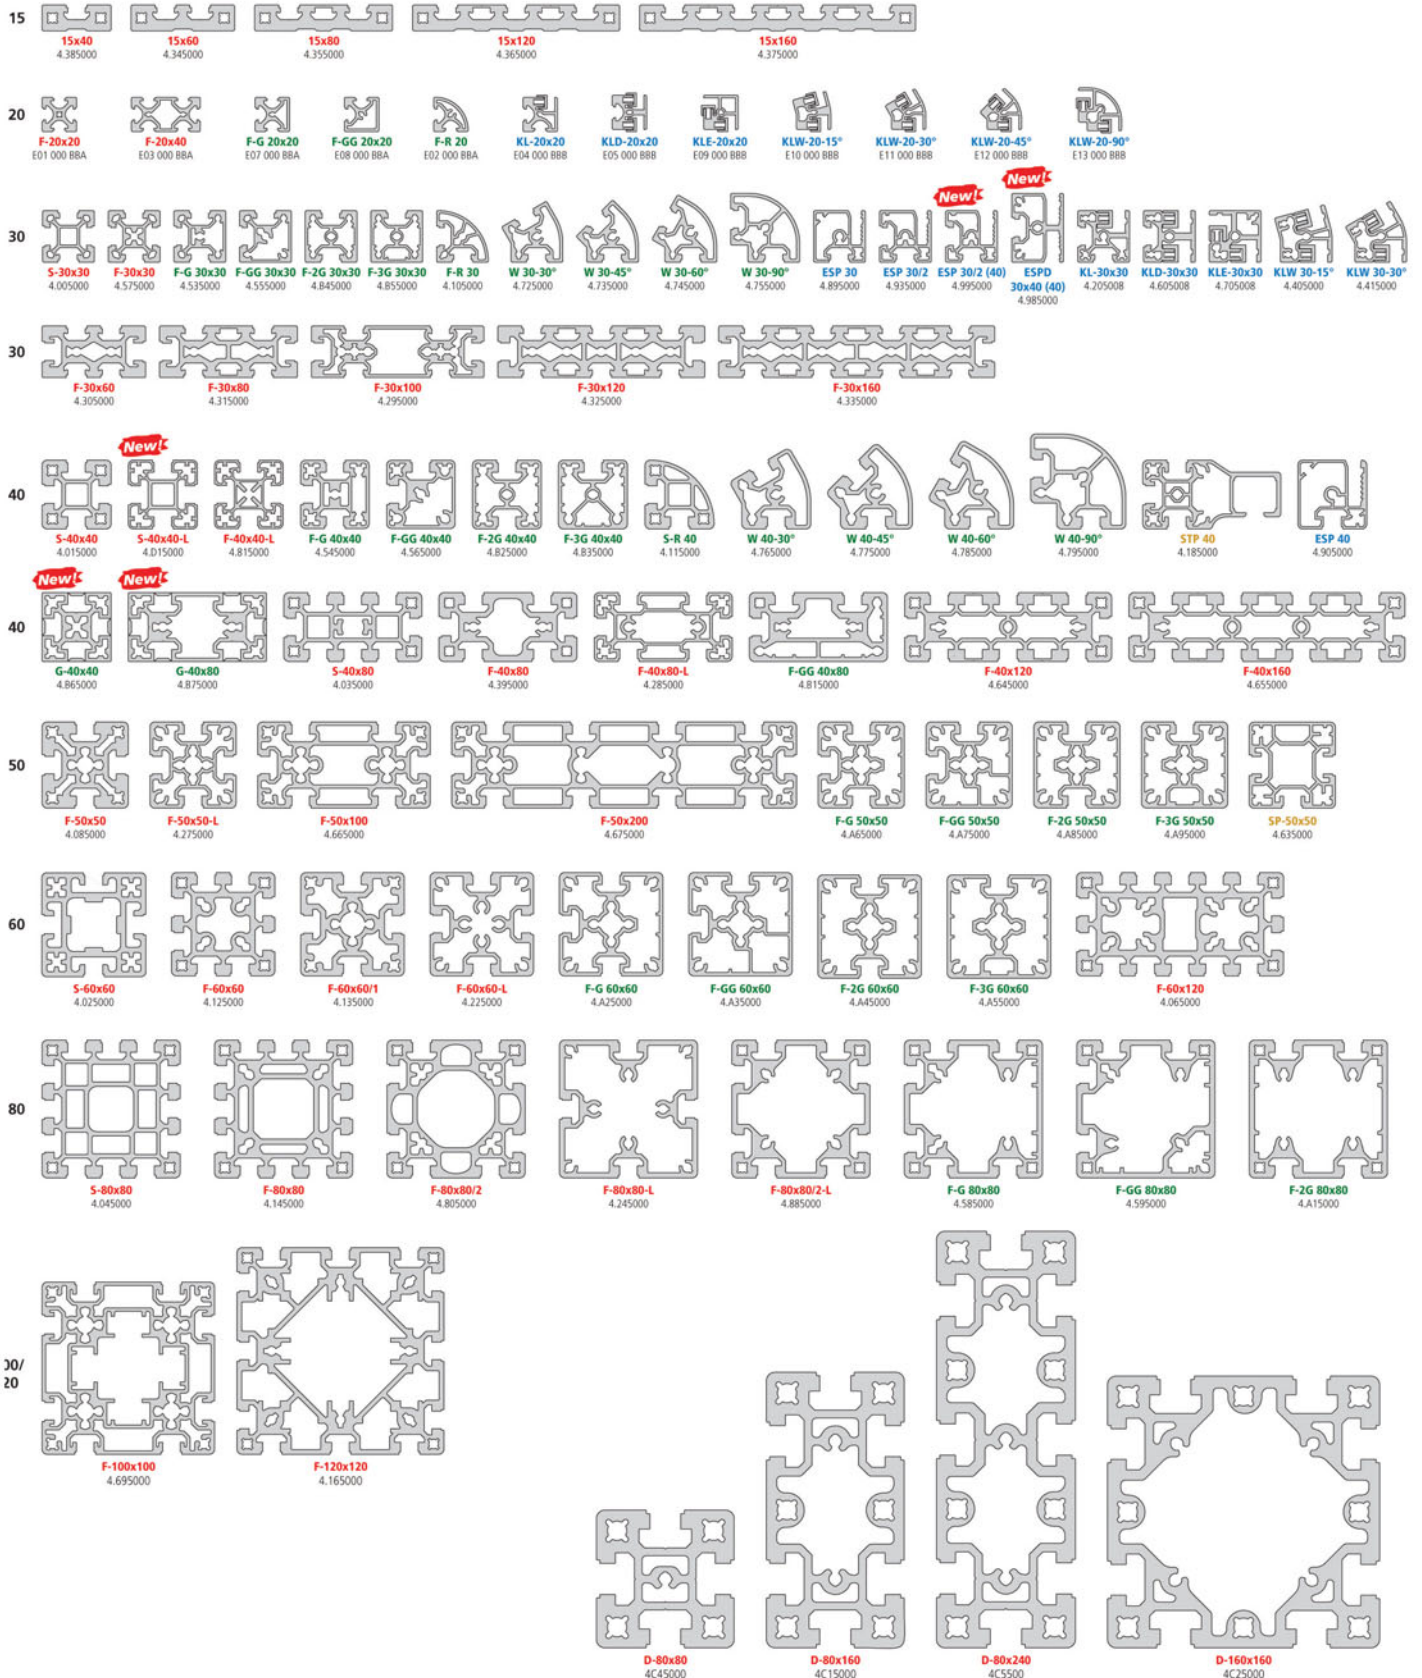 15
15x40 15x60 15x80 15x120 15x160
4.385000 4.345000 4.355000 4.365000 4.375000
20
F-20x20 F-20x40 F-G 20x20 F-GG 20x20 F-R 20 KL-20x20 KLD-20x20 KLE-20x20 KLW-20-15° KLW-20-30° KLW-20-45° KLW-20-90°
E01 000 BBA E03 000 BBA E07 000 BBA E08 000 BBA E02 000 BBA E04 000 BBB E05 000 BBB E09 000 BBB E10 000 BBB E11 000 BBB E12 000 BBB E13 000 BBB
New!
New!
30
S-30x30 F-30x30 F-G 30x30 F-GG 30x30 F-2G 30x30 F-3G 30x30 F-R 30 W 30-30° W 30-45° W 30-60° W 30-90° ESP 30 ESP 30/2 ESP 30/2 (40) ESPD 30x40 (40) KL-30x30 KLD-30x30 KLE-30x30 KLW 30-15° KLW 30-30°
4.005000 4.575000 4.535000 4.555000 4.845000 4.855000 4.105000 4.725000 4.735000 4.745000 4.755000 4.895000 4.935000 4.995000 4.985000 4.205008 4.605008 4.705008 4.405000 4.415000
30
F-30x60 F-30x80 F-30x100 F-30x120 F-30x160
4.305000 4.315000 4.295000 4.325000 4.335000
New!
40
S-40x40 S-40x40-L F-40x40-L F-G 40x40 F-GG 40x40 F-2G 40x40 F-3G 40x40 S-R 40 W 40-30° W 40-45° W 40-60° W 40-90° STP 40 ESP 40
4.015000 4.D15000 4.815000 4.545000 4.565000 4.825000 4.835000 4.115000 4.765000 4.775000 4.785000 4.795000 4.185000 4.905000
New! New!
40
G-40x40 G-40x80 S-40x80 F-40x80 F-40x80-L F-GG 40x80 F-40x120 F-40x160
4.B65000 4.B75000 4.035000 4.395000 4.285000 4.815000 4.645000 4.655000
50
F-50x50 F-50x50-L F-50x100 F-50x200 F-G 50x50 F-GG 50x50 F-2G 50x50 F-3G 50x50 SP-50x50
4.085000 4.275000 4.665000 4.675000 4.A65000 4.A75000 4.A85000 4.A95000 4.635000
60
S-60x60 F-60x60 F-60x60/1 F-60x60-L F-G 60x60 F-GG 60x60 F-2G 60x60 F-3G 60x60 F-60x120
4.025000 4.125000 4.135000 4.225000 4.A25000 4.A35000 4.A45000 4.A55000 4.065000
80
S-80x80 F-80x80 F-80x80/2 F-80x80-L F-80x80/2-L F-G 80x80 F-GG 80x80 F-2G 80x80
4.045000 4.145000 4.805000 4.245000 4.885000 4.585000 4.595000 4.A15000
00/
20
F-100x100 F-120x120
4.695000 4.165000
D-80x80 D-80x160 D-80x240 D-160x160
4C45000 4C15000 4C5500 4C25000